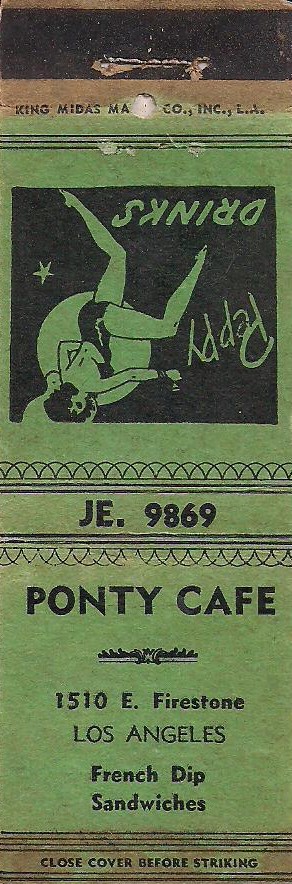 KING MIDAS MA CO., INC., L.A.
Peppy
DRINKS
JE. 9869
PONTY CAFE
1510 E. Firestone
LOS ANGELES
French Dip
Sandwiches
CLOSE COVER BEFORE STRIKING